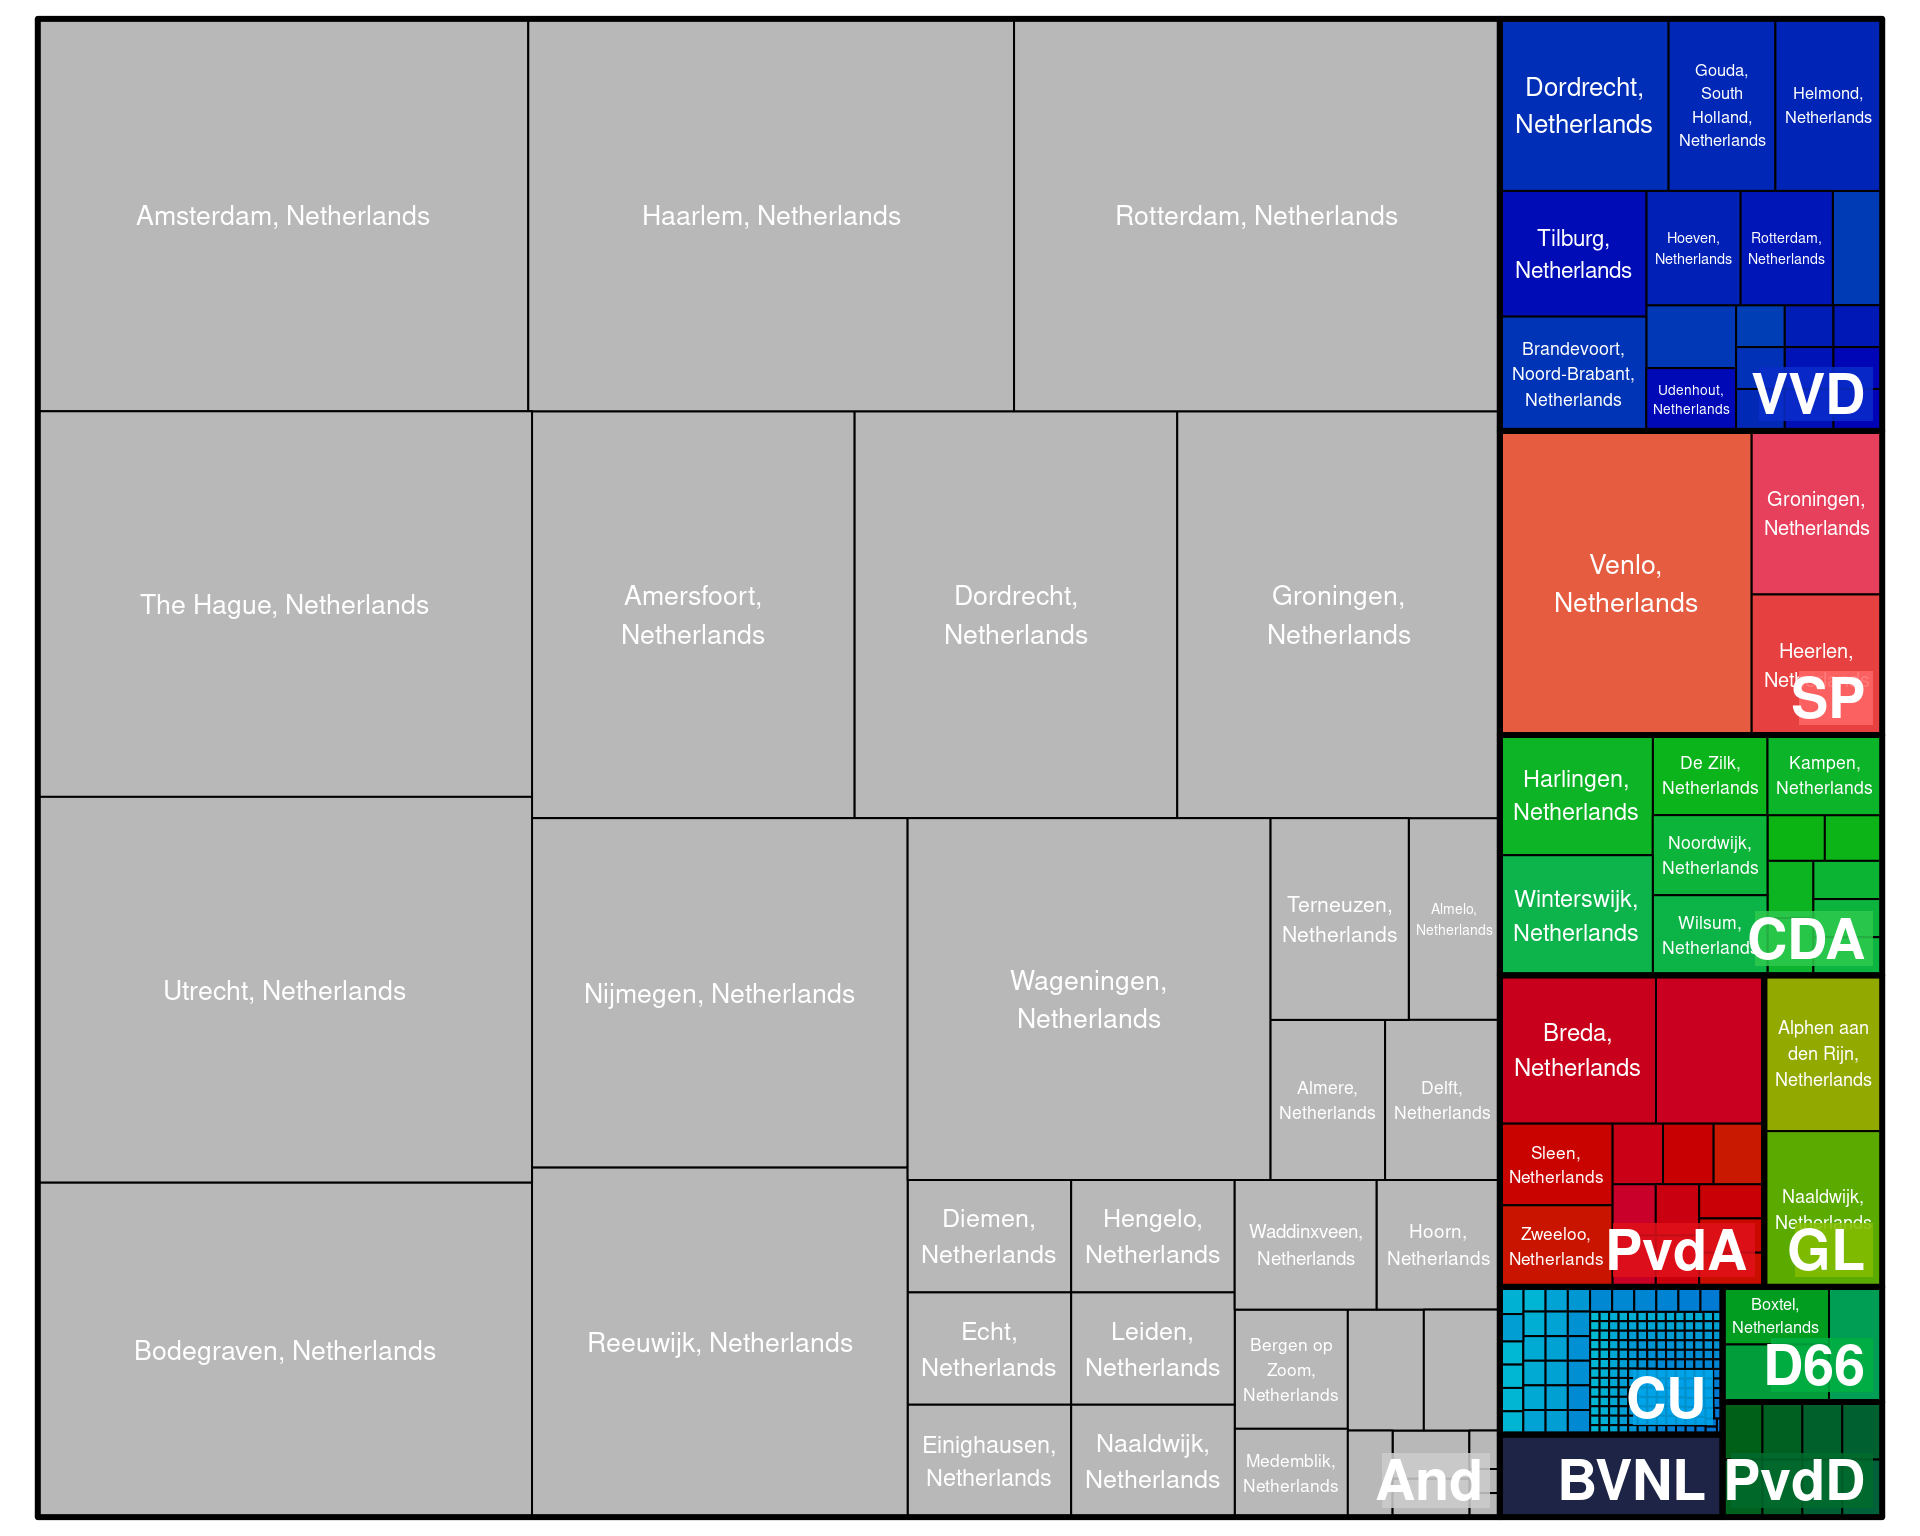 Amsterdam, Netherlands
Haarlem, Netherlands
Rotterdam, Netherlands
The Hague, Netherlands
Amersfoort,
Netherlands
Dordrecht,
Netherlands
Groningen,
Netherlands
Utrecht, Netherlands
Bodegraven, Netherlands
Nijmegen, Netherlands
Reeuwijk, Netherlands
Wageningen,
Netherlands
Terneuzen,
Netherlands
Almelo,
Netherlands
Almere,
Netherlands
Delft,
Netherlands
Diemen,
Netherlands
Hengelo,
Netherlands
Echt,
Netherlands
Leiden,
Netherlands
Einighausen,
Netherlands
Naaldwijk,
Netherlands
Waddinxveen,
Netherlands
Hoorn,
Netherlands
Bergen op
Zoom,
Netherlands
Medemblik,
Netherlands
And
Dordrecht,
Netherlands
Gouda,
South
Holland,
Netherlands
Helmond,
Netherlands
Tilburg,
Netherlands
Hoeven,
Netherlands
Rotterdam,
Netherlands
Brandevoort,
Noord-Brabant,
Netherlands
Udenhout,
Netherlands
VVD
Venlo,
Netherlands
Groningen,
Netherlands
Heerlen,
Netherlands
SP
Harlingen,
Netherlands
De Zilk,
Netherlands
Kampen,
Netherlands
Noordwijk,
Netherlands
Winterswijk,
Netherlands
Wilsum,
Netherlands
CDA
Breda,
Netherlands
Sleen,
Netherlands
Zweeloo,
Netherlands
PvdA
Alphen aan
den Rijn,
Netherlands
Naaldwijk,
Netherlands
GL
CU
Boxtel,
Netherlands
D66
BVNL
PvdD